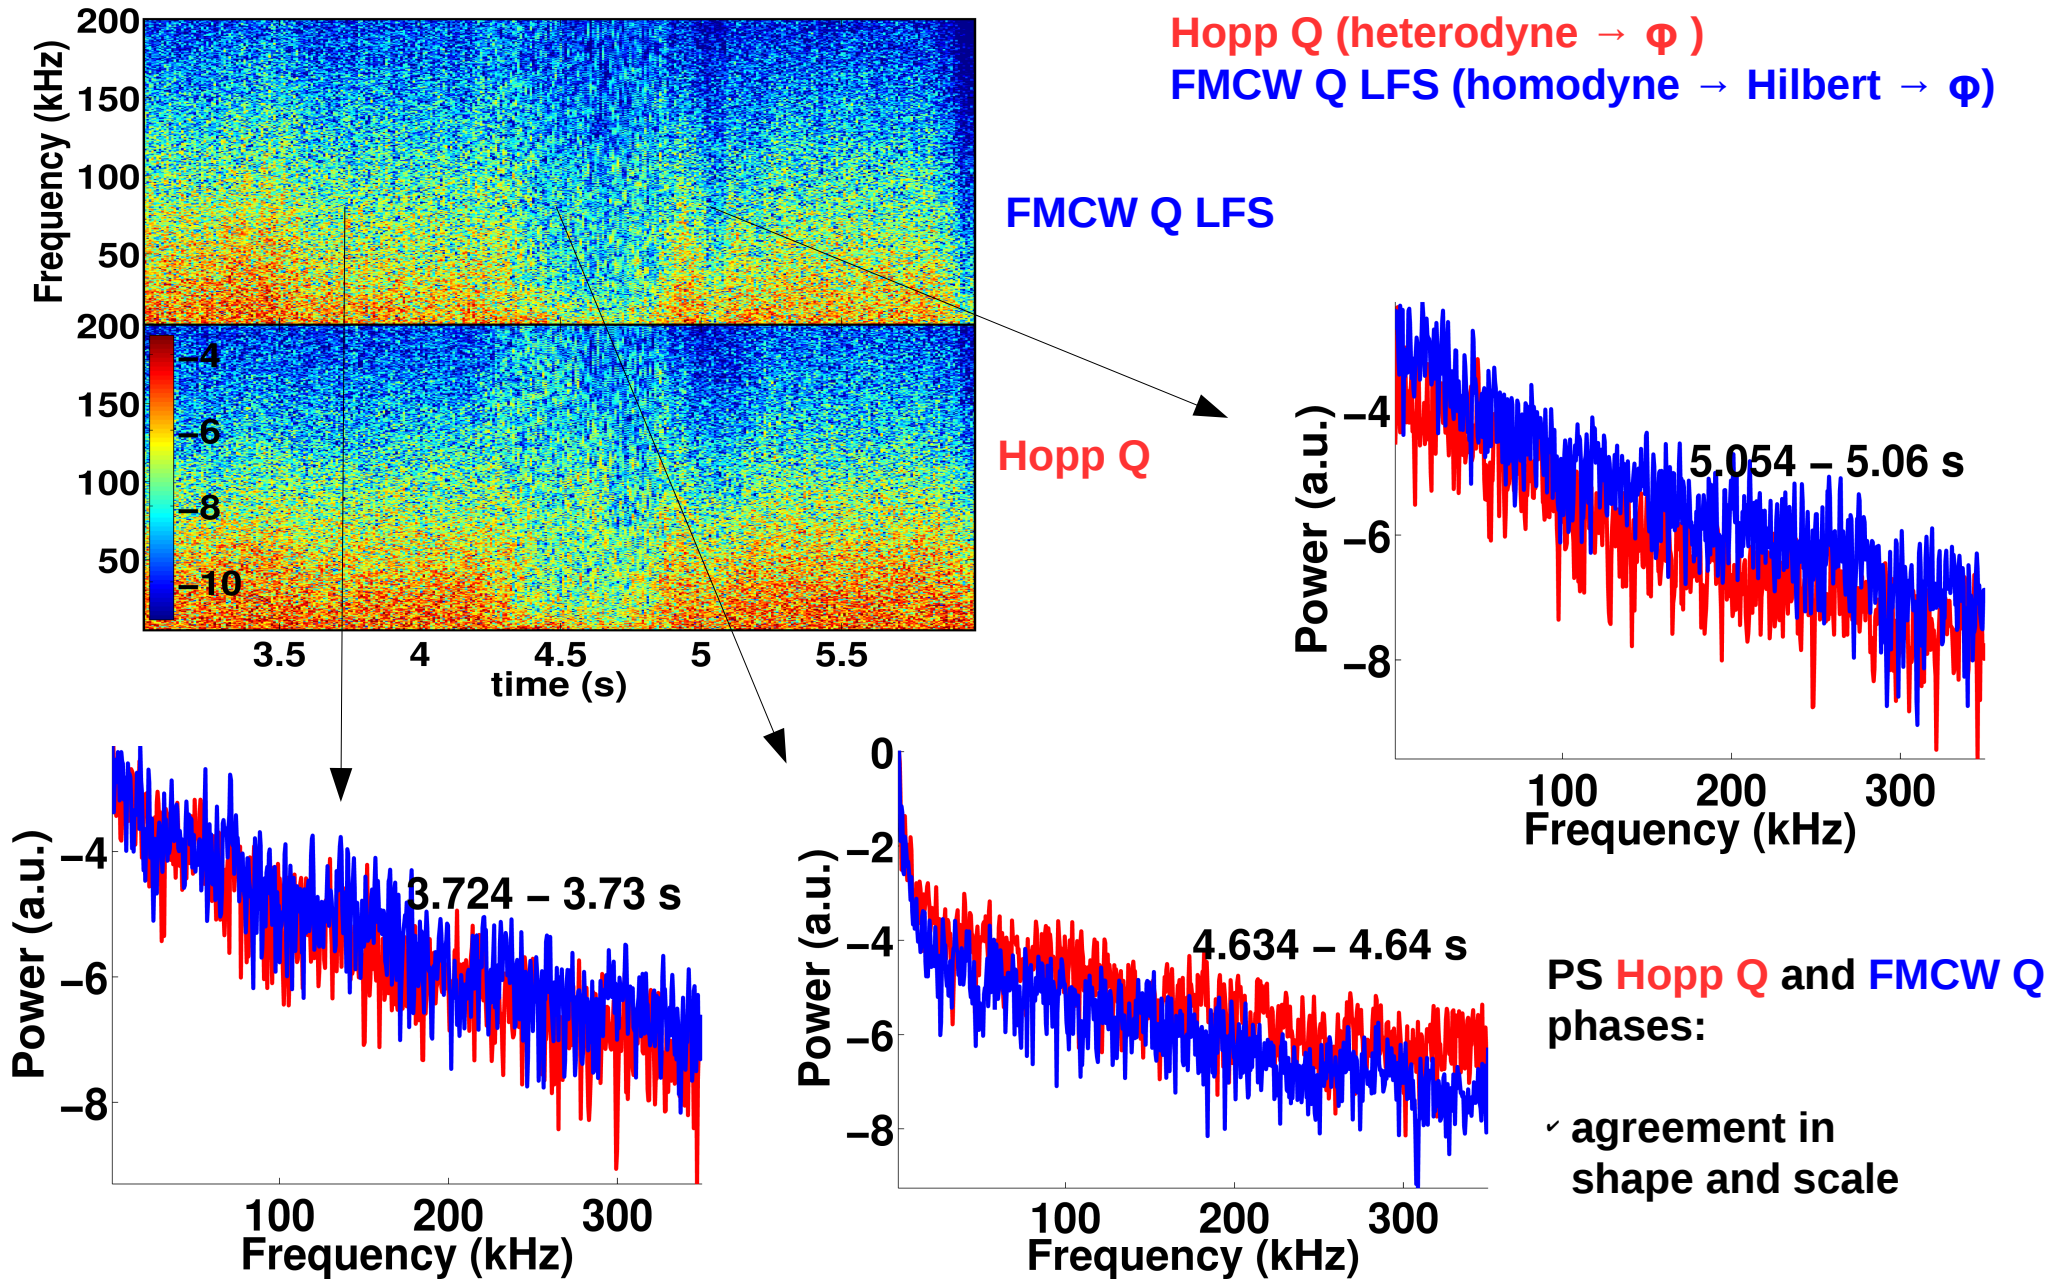 Hopp Q (heterodyne → φ )
FMCW Q LFS (homodyne → Hilbert → φ)
200
150
100
50
Frequency (kHz)
FMCW Q LFS
200
150
100
50
−4
−6
−8
−10
Hopp Q
3.5 4 4.5 5 5.5
time (s)
−4
−6
−8
Power (a.u.)
5.054 – 5.06 s
100 200 300
Frequency (kHz)
−4
−6
−8
Power (a.u.)
3.724 – 3.73 s
100 200 300
Frequency (kHz)
0
−2
−4
−6
−8
Power (a.u.)
4.634 – 4.64 s
100 200 300
Frequency (kHz)
PS Hopp Q and FMCW Q
phases:
✓ agreement in
shape and scale